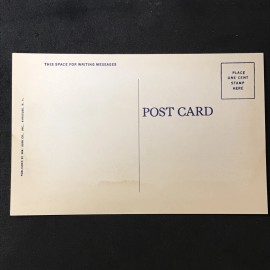 THIS SPACE FOR WRITING MESSAGES
PLACE
ONE CENT
STAMP
HERE
POST CARD